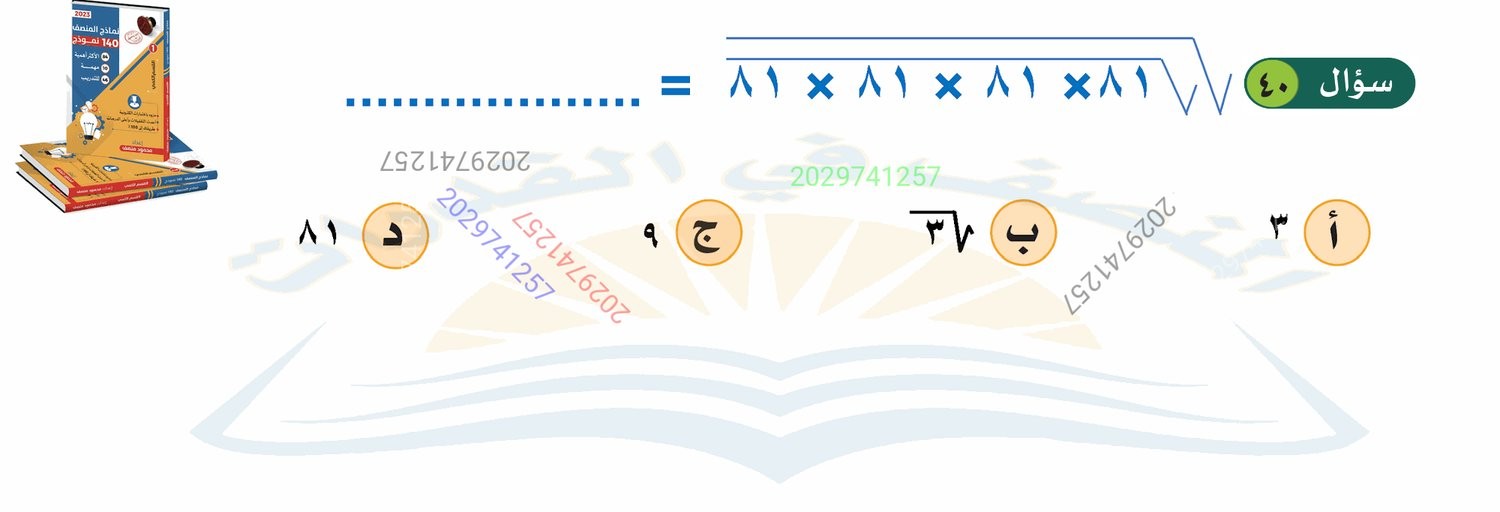 2023
نماذج المنصف
140 نموذج
سؤال ٤٠
√√٨١ × ٨١ × ٨١ × ٨١ = ....................
2029741257
2029741257
2029741257
2029741257
2029741257
أ ٣
ب √٣
ج ٩
د ٨١